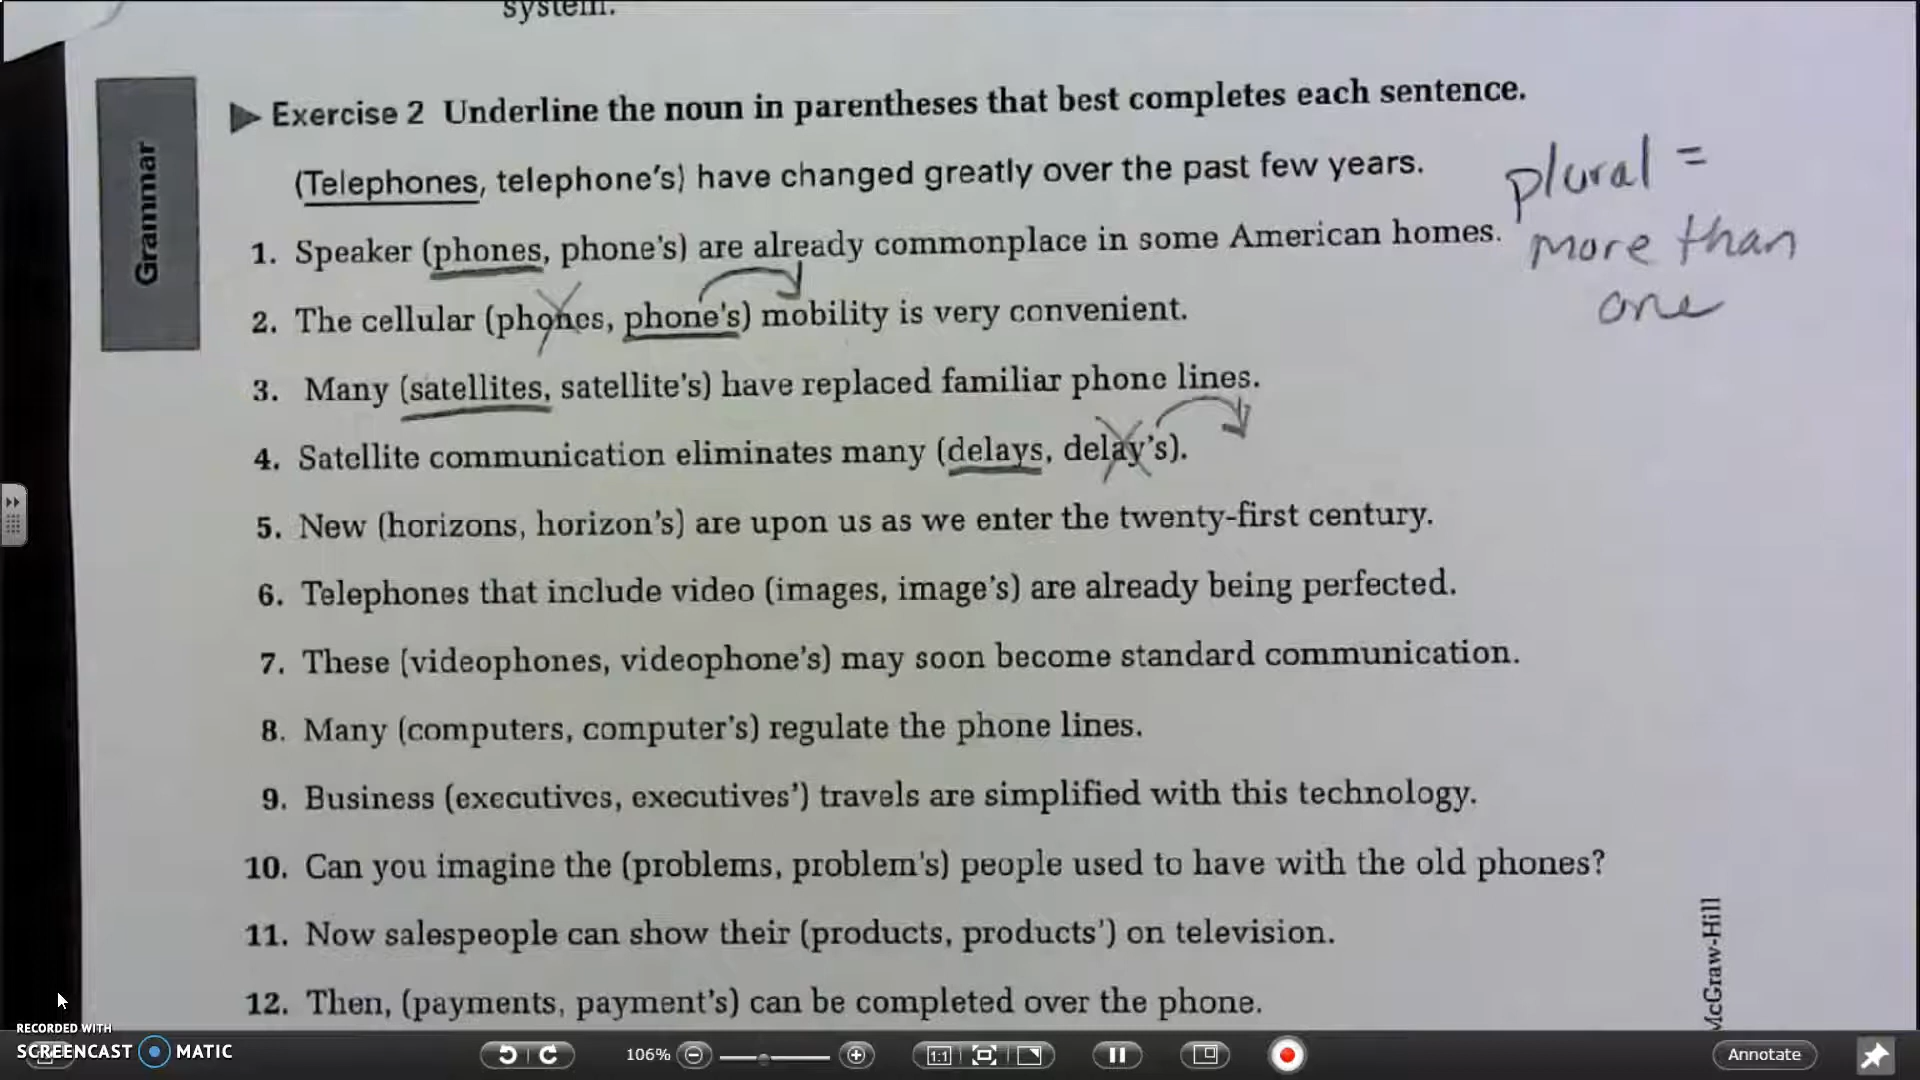 system.
Grammar
Exercise 2 Underline the noun in parentheses that best completes each sentence.
(Telephones, telephone's) have changed greatly over the past few years.
plural =
more than
one
1. Speaker (phones, phone's) are already commonplace in some American homes.
2. The cellular (phones, phone's) mobility is very convenient.
3. Many (satellites, satellite's) have replaced familiar phone lines.
4. Satellite communication eliminates many (delays, delay's).
5. New (horizons, horizon's) are upon us as we enter the twenty-first century.
6. Telephones that include video (images, image's) are already being perfected.
7. These (videophones, videophone's) may soon become standard communication.
8. Many (computers, computer's) regulate the phone lines.
9. Business (executives, executives') travels are simplified with this technology.
10. Can you imagine the (problems, problem's) people used to have with the old phones?
11. Now salespeople can show their (products, products') on television.
12. Then, (payments, payment's) can be completed over the phone.
McGraw-Hill
RECORDED WITH
SCREENCAST MATIC
106%
1:1
Annotate